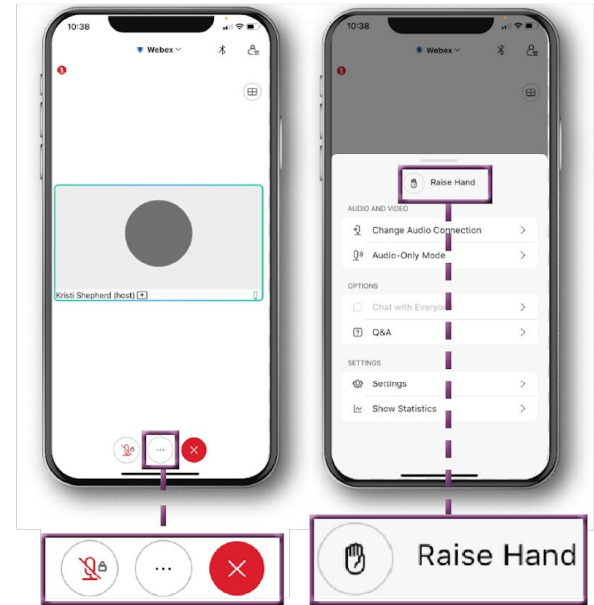 10:38
Webex
Kristi Shepherd (host)
10:38
Webex
Raise Hand
AUDIO AND VIDEO
Change Audio Connection
Audio-Only Mode
OPTIONS
Chat with Everyo
Q&A
SETTINGS
Settings
Show Statistics
Raise Hand